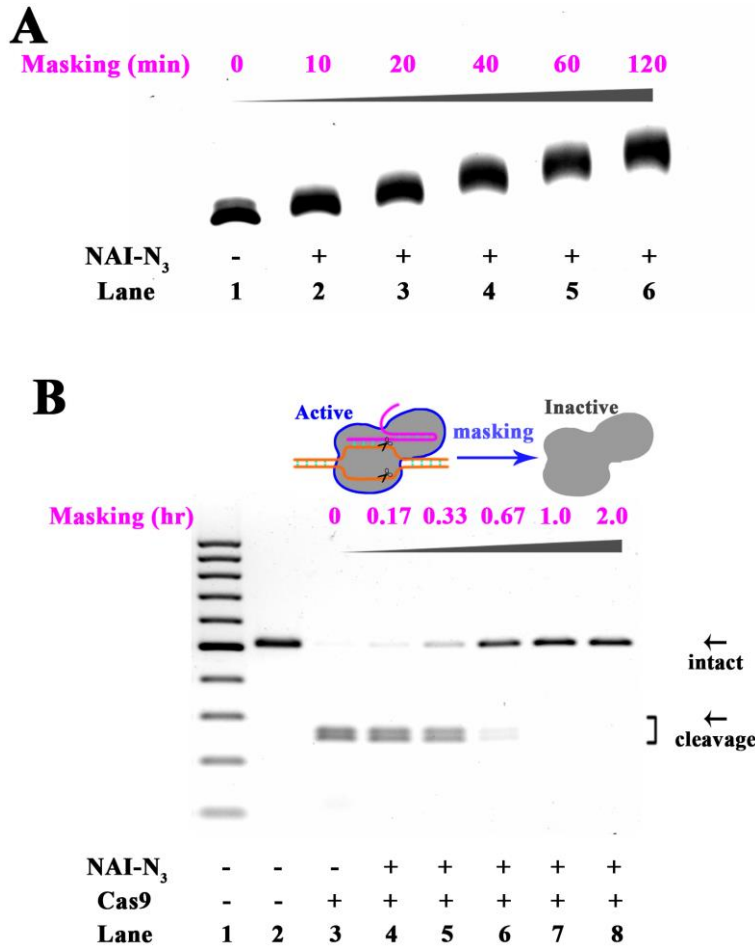 A
Masking (min) 0 10 20 40 60 120
NAI-N₃ - + + + + +
Lane 1 2 3 4 5 6
B
Active
masking
Inactive
Masking (hr) 0 0.17 0.33 0.67 1.0 2.0
← intact
← cleavage
NAI-N₃ - - - + + + + +
Cas9 - - + + + + + +
Lane 1 2 3 4 5 6 7 8